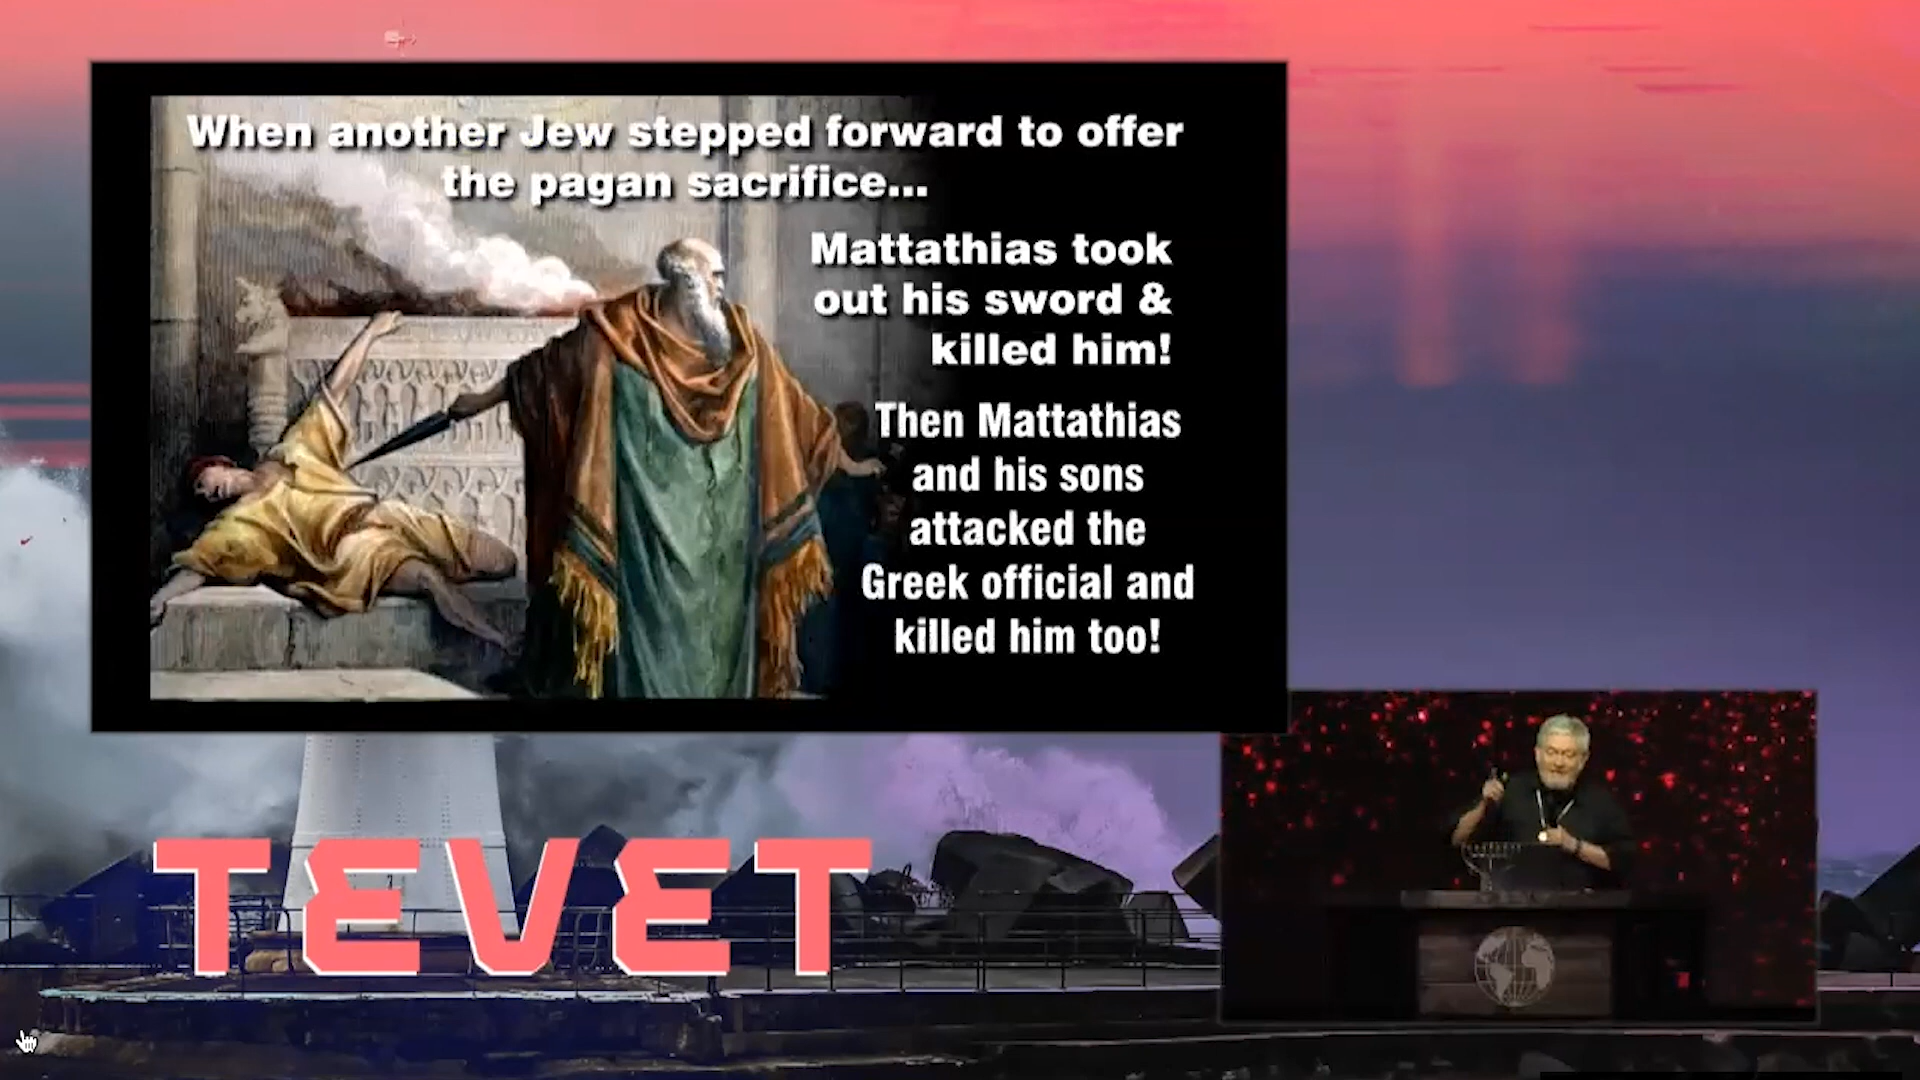 When another Jew stepped forward to offer
the pagan sacrifice...
Mattathias took
out his sword &
killed him!
Then Mattathias
and his sons
attacked the
Greek official and
killed him too!
TEVET